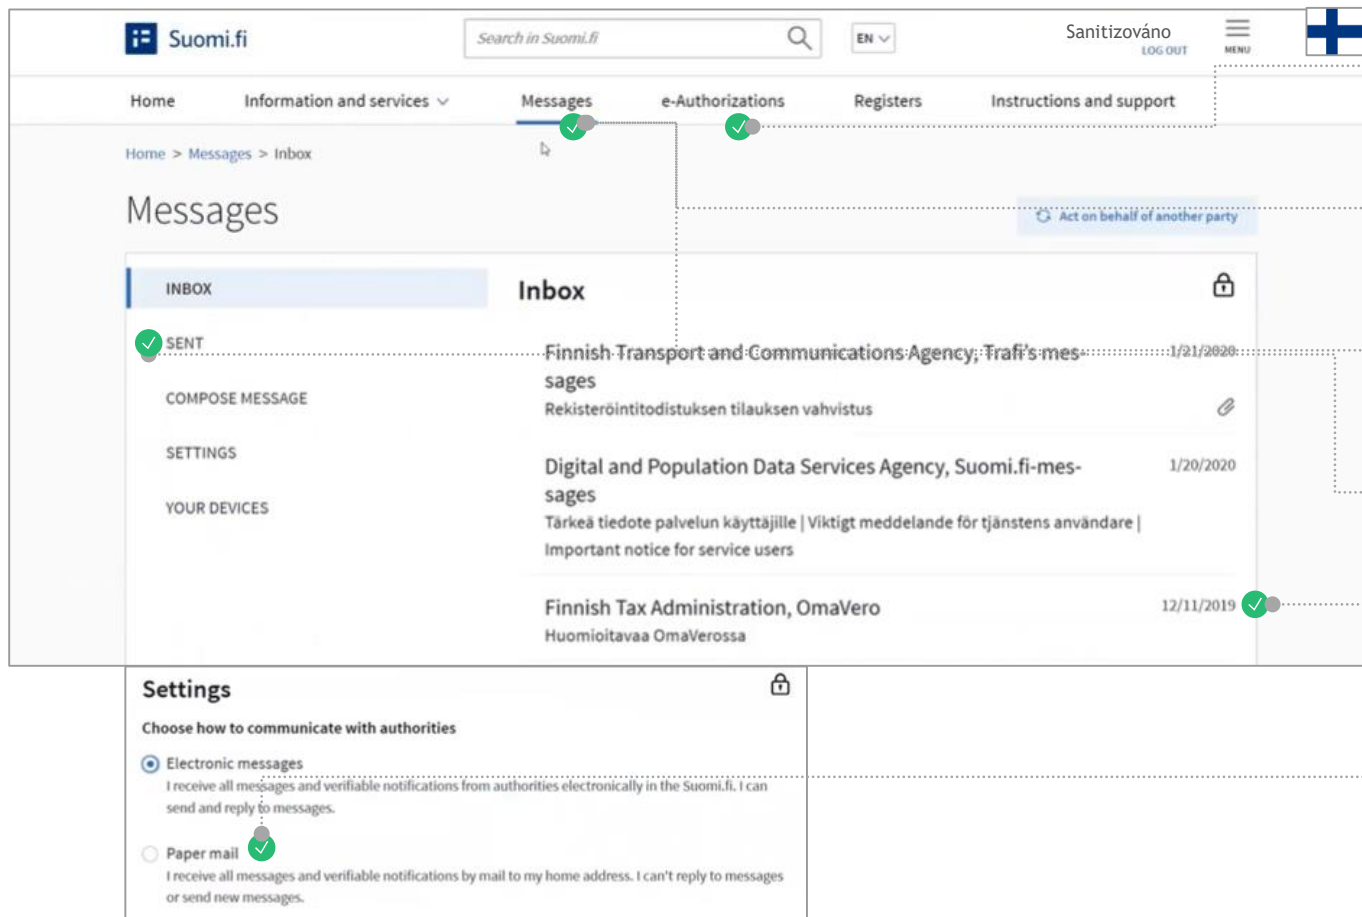 Suomi.fi
Search in Suomi.fi
EN
Sanitizováno
LOG OUT
MENU
Home
Information and services
Messages
e-Authorizations
Registers
Instructions and support
Home > Messages > Inbox
Messages
Act on behalf of another party
INBOX
SENT
COMPOSE MESSAGE
SETTINGS
YOUR DEVICES
Inbox
Finnish Transport and Communications Agency, Trafi's mes-
1/21/2020
sages
Rekisteröintitodistuksen tilauksen vahvistus
Digital and Population Data Services Agency, Suomi.fi-mes-
1/20/2020
sages
Tärkeä tiedote palvelun käyttäjille | Viktigt meddelande för tjänstens användare |
Important notice for service users
Finnish Tax Administration, OmaVero
12/11/2019
Huomioitavaa OmaVerossa
Settings
Choose how to communicate with authorities
Electronic messages
I receive all messages and verifiable notifications from authorities electronically in the Suomi.fi. I can
send and reply to messages.
Paper mail
I receive all messages and verifiable notifications by mail to my home address. I can't reply to messages
or send new messages.